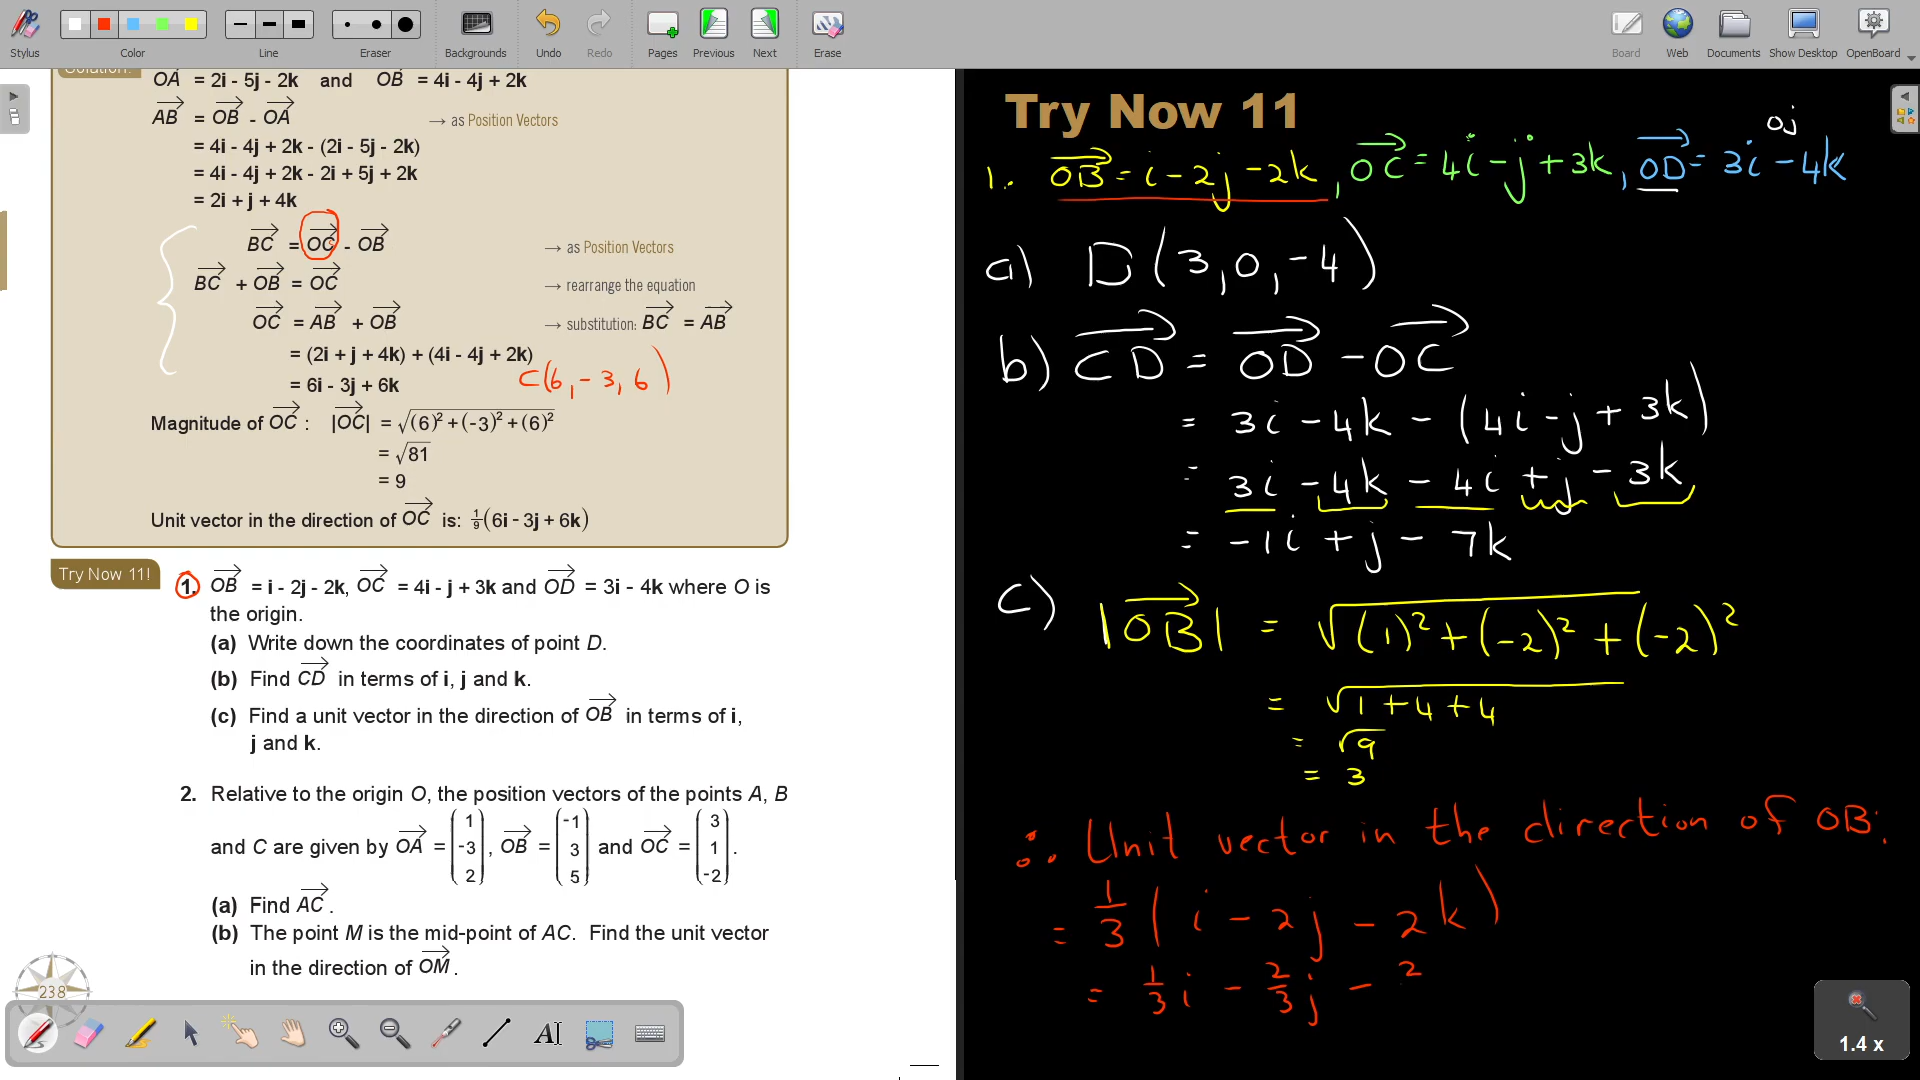 Stylus Color Line Eraser Backgrounds Undo Redo Pages Previous Next Erase Board Web Documents Show Desktop OpenBoard
Solution:
OA = 2i - 5j - 2k and OB = 4i - 4j + 2k
AB = OB - OA → as Position Vectors
= 4i - 4j + 2k - (2i - 5j - 2k)
= 4i - 4j + 2k - 2i + 5j + 2k
= 2i + j + 4k
BC = OC - OB → as Position Vectors
BC + OB = OC → rearrange the equation
OC = AB + OB → substitution: BC = AB
= (2i + j + 4k) + (4i - 4j + 2k)
= 6i - 3j + 6k
C(6, -3, 6)
Magnitude of OC : |OC| = √(6)² + (-3)² + (6)²
= √81
= 9
Unit vector in the direction of OC is: 1/9(6i - 3j + 6k)
Try Now 11!
1. OB = i - 2j - 2k, OC = 4i - j + 3k and OD = 3i - 4k where O is
the origin.
(a) Write down the coordinates of point D.
(b) Find CD in terms of i, j and k.
(c) Find a unit vector in the direction of OB in terms of i,
j and k.
2. Relative to the origin O, the position vectors of the points A, B
and C are given by OA = (1 -3 2), OB = (-1 3 5) and OC = (3 1 -2).
(a) Find AC.
(b) The point M is the mid-point of AC. Find the unit vector
in the direction of OM.
238
Try Now 11
0j
1. OB = i - 2j - 2k, OC = 4i - j + 3k, OD = 3i - 4k
a) D(3, 0, -4)
b) CD = OD - OC
= 3i - 4k - (4i - j + 3k)
= 3i - 4k - 4i + j - 3k
= -1i + j - 7k
c) |OB| = √(1)² + (-2)² + (-2)²
= √1 + 4 + 4
= √9
= 3
∴ Unit vector in the direction of OB:
= 1/3 (i - 2j - 2k)
= 1/3 i - 2/3 j - 2
1.4 x